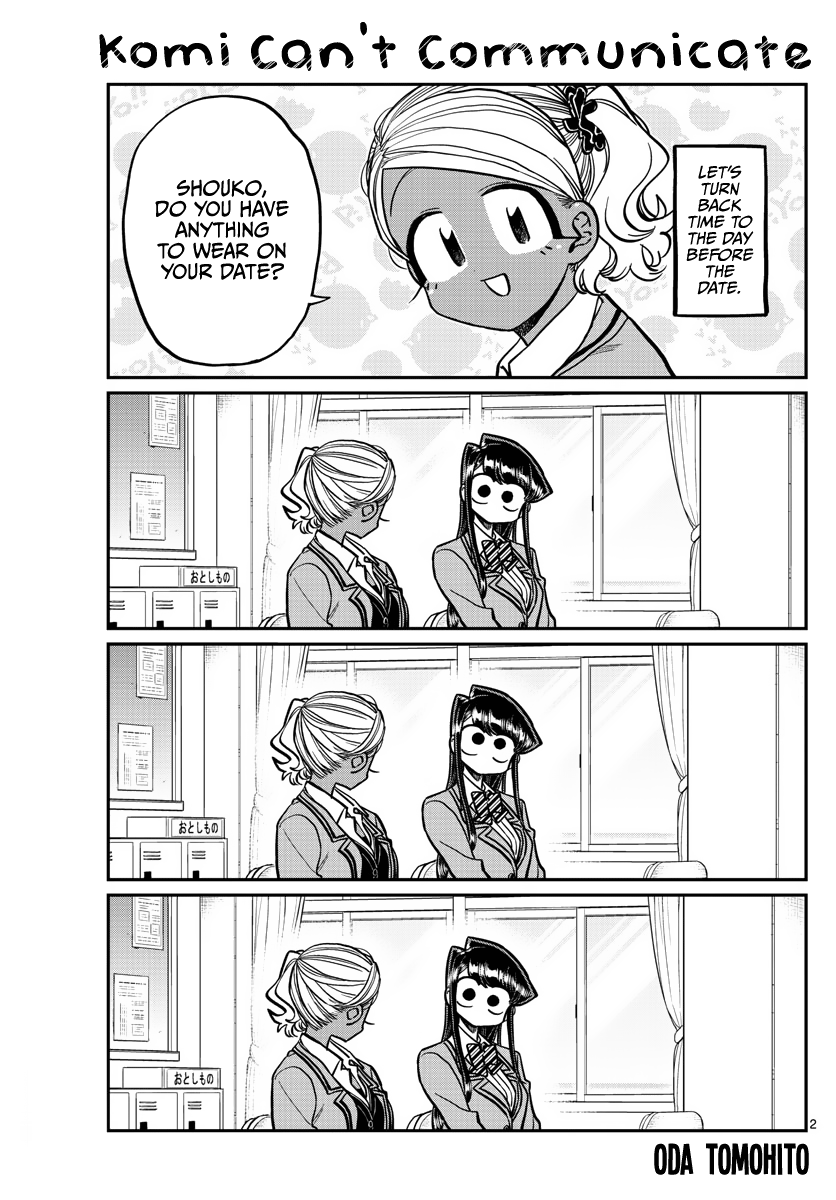 Komi Can't Communicate
LET'S
TURN
BACK
TIME TO
THE DAY
BEFORE
THE
DATE.
SHOUKO,
DO YOU HAVE
ANYTHING
TO WEAR ON
YOUR DATE?
おとしもの
おとしもの
おとしもの
2
ODA TOMOHITO